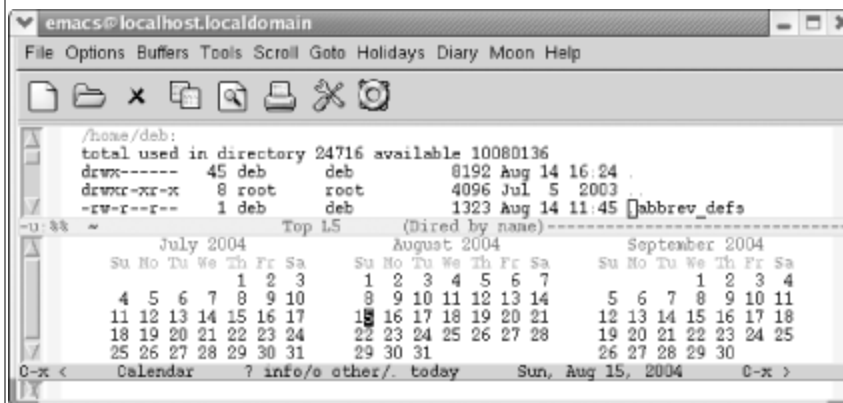 emacs@localhost.localdomain
File Options Buffers Tools Scroll Goto Holidays Diary Moon Help
/home/deb:
total used in directory 24716 available 10080136
drwx------ 45 deb deb 8192 Aug 14 16:24 .
drwxr-xr-x 8 root root 4096 Jul 5 2003 ..
-rw-r--r-- 1 deb deb 1323 Aug 14 11:45 .abbrev_defs
-u:%% ~ Top L5 (Dired by name)------------------------------
July 2004 August 2004 September 2004
Su Mo Tu We Th Fr Sa Su Mo Tu We Th Fr Sa Su Mo Tu We Th Fr Sa
1 2 3 1 2 3 4 5 6 7 1 2 3 4
4 5 6 7 8 9 10 8 9 10 11 12 13 14 5 6 7 8 9 10 11
11 12 13 14 15 16 17 15 16 17 18 19 20 21 12 13 14 15 16 17 18
18 19 20 21 22 23 24 22 23 24 25 26 27 28 19 20 21 22 23 24 25
25 26 27 28 29 30 31 29 30 31 26 27 28 29 30
C-x < Calendar ? info/o other/. today Sun, Aug 15, 2004 C-x >